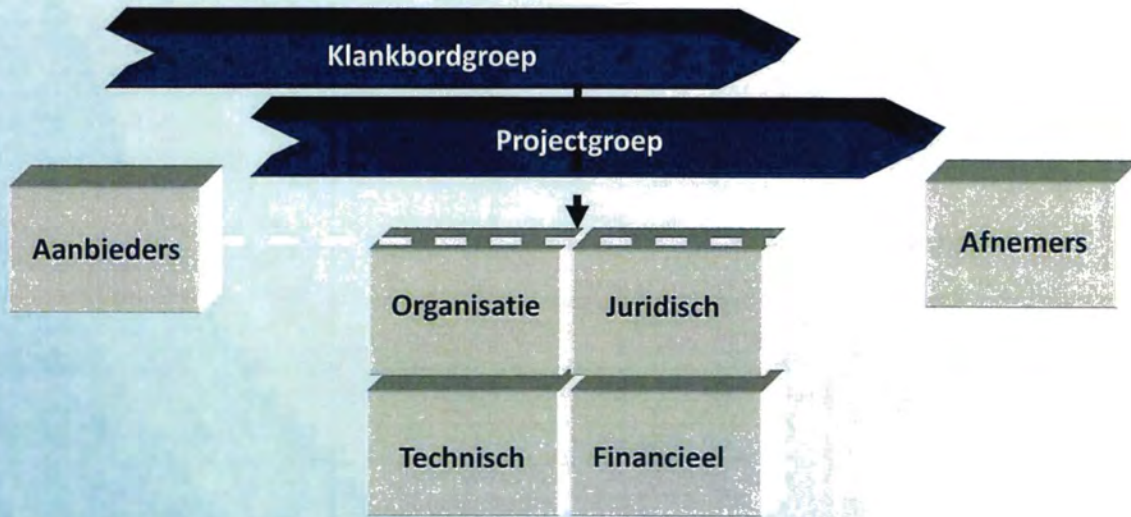 Klankbordgroep
Projectgroep
Aanbieders
Afnemers
Organisatie
Juridisch
Technisch
Financieel